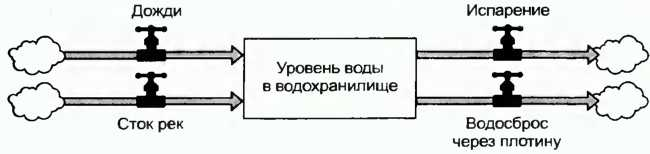 Дожди
Испарение
Уровень воды
в водохранилище
Сток рек
Водосброс
через плотину